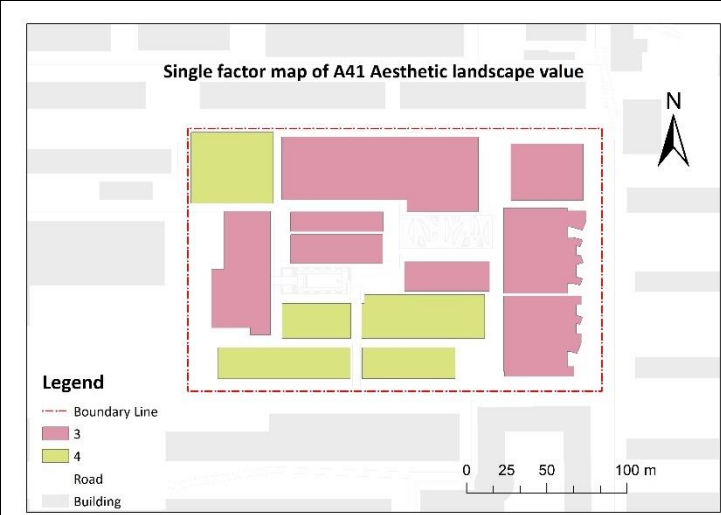 Single factor map of A41 Aesthetic landscape value
N
Legend
Boundary Line
3
4
Road
Building
0 25 50 100 m